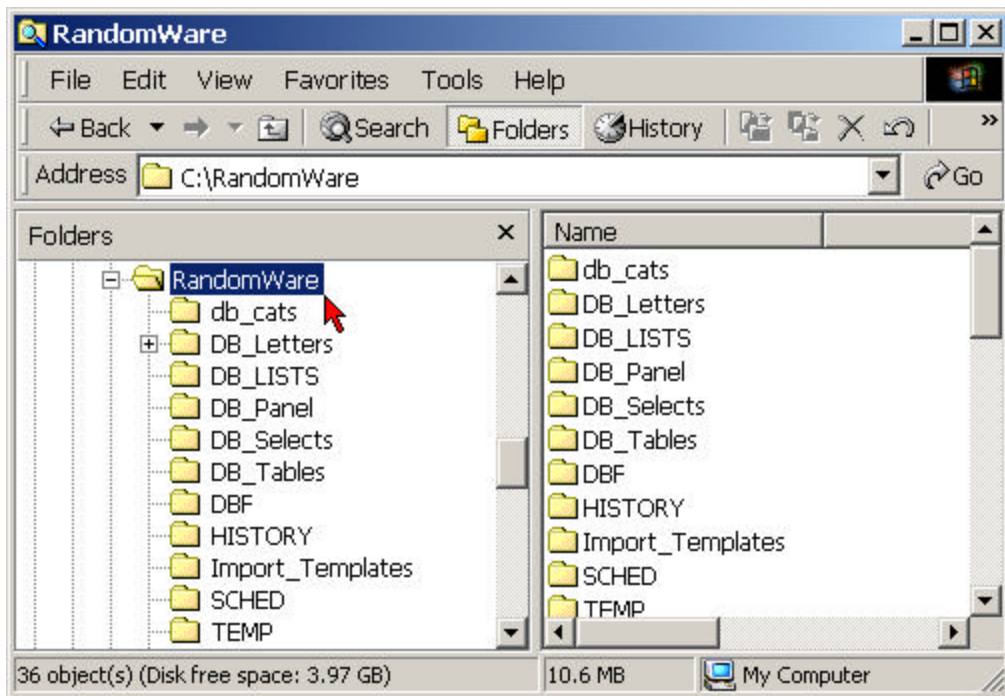 RandomWare
File Edit View Favorites Tools Help
Back Search Folders History »
Address C:\RandomWare Go
Folders
RandomWare
db_cats
DB_Letters
DB_LISTS
DB_Panel
DB_Selects
DB_Tables
DBF
HISTORY
Import_Templates
SCHED
TEMP
Name
db_cats
DB_Letters
DB_LISTS
DB_Panel
DB_Selects
DB_Tables
DBF
HISTORY
Import_Templates
SCHED
TEMP
36 object(s) (Disk free space: 3.97 GB) 10.6 MB My Computer